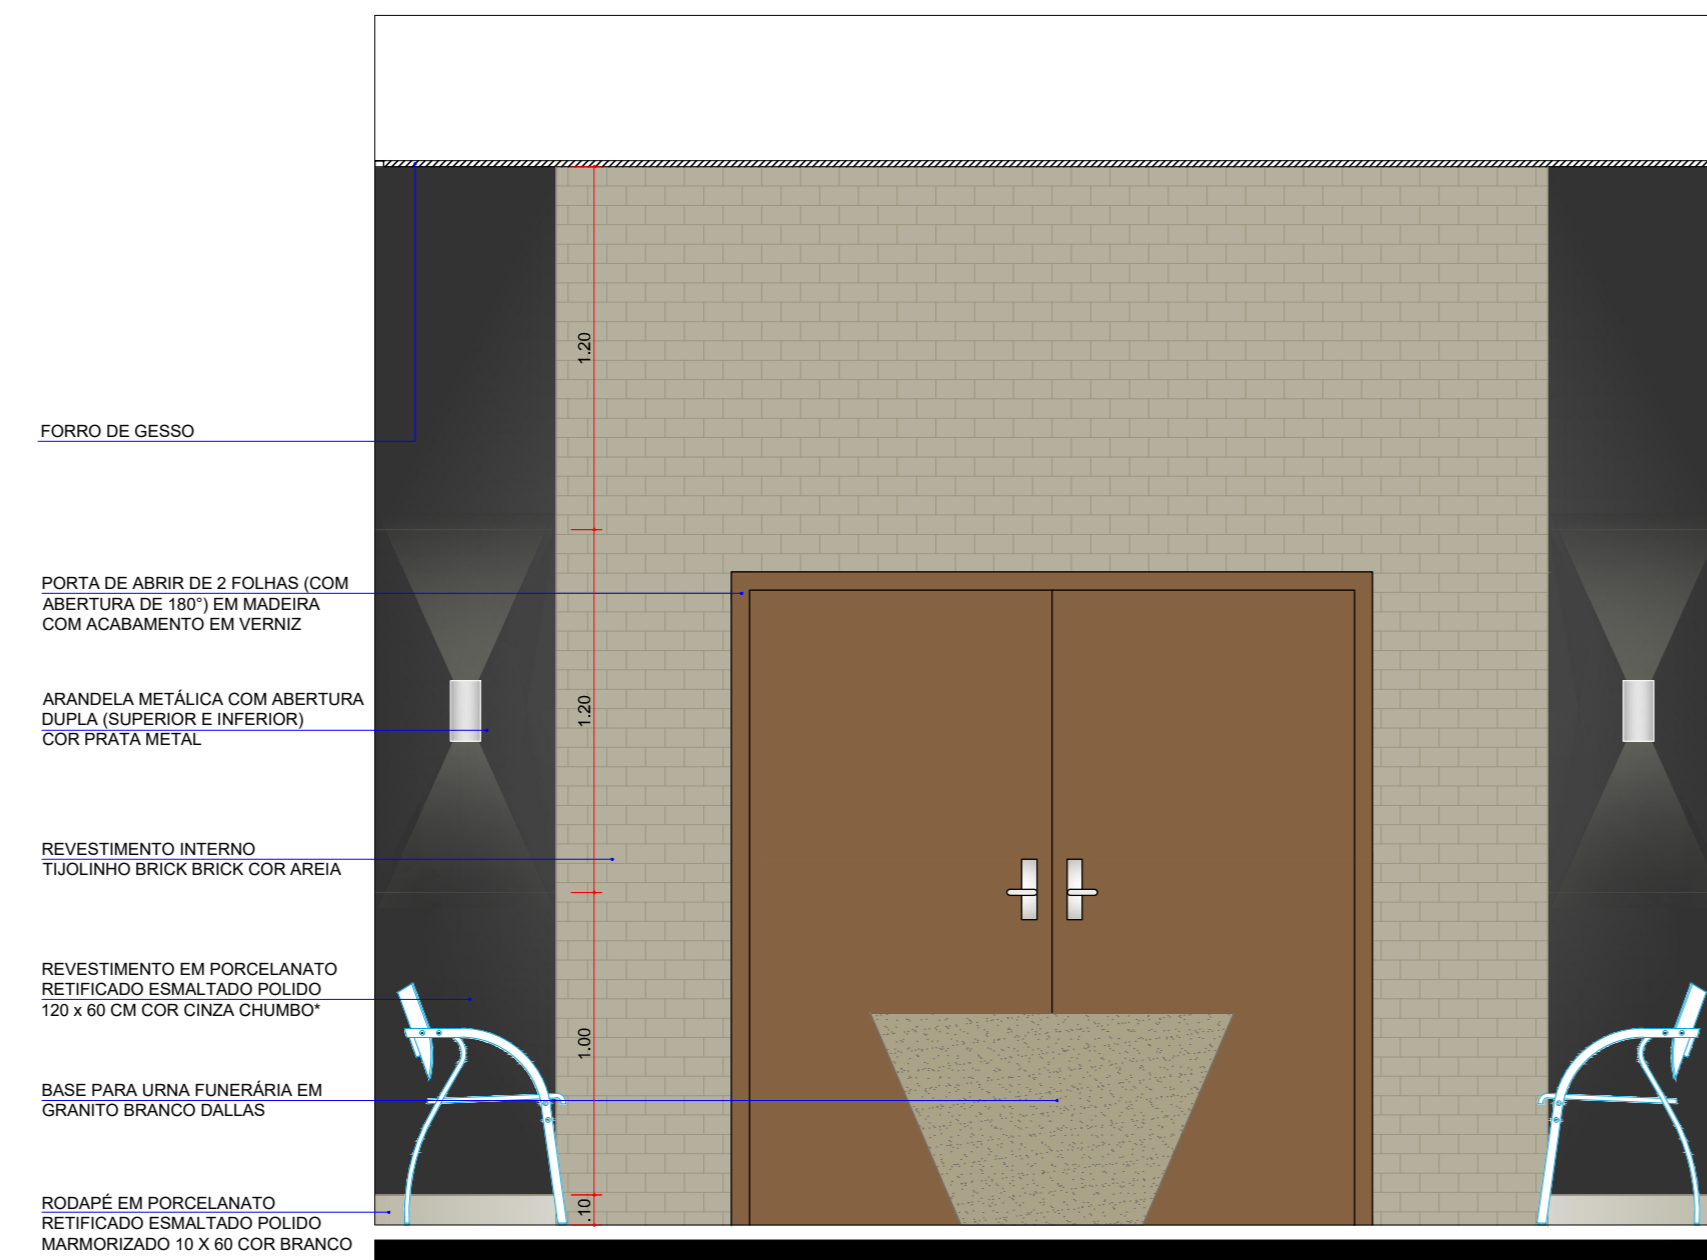 1.20
FORRO DE GESSO
PORTA DE ABRIR DE 2 FOLHAS (COM
ABERTURA DE 180°) EM MADEIRA
COM ACABAMENTO EM VERNIZ
ARANDELA METÁLICA COM ABERTURA
DUPLA (SUPERIOR E INFERIOR)
COR PRATA METAL
1.20
REVESTIMENTO INTERNO
TIJOLINHO BRICK BRICK COR AREIA
REVESTIMENTO EM PORCELANATO
RETIFICADO ESMALTADO POLIDO
120 x 60 CM COR CINZA CHUMBO*
1.00
BASE PARA URNA FUNERÁRIA EM
GRANITO BRANCO DALLAS
RODAPÉ EM PORCELANATO
RETIFICADO ESMALTADO POLIDO
MARMORIZADO 10 X 60 COR BRANCO
.10